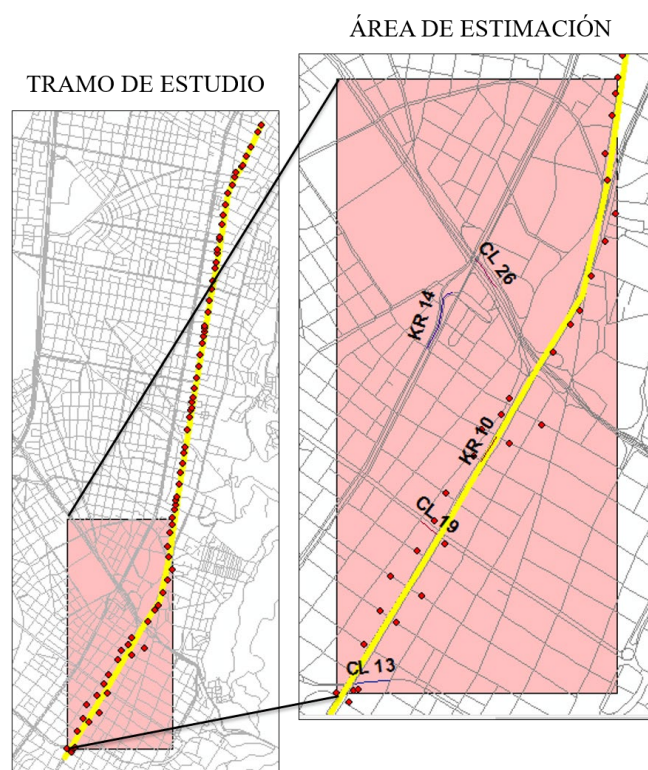 ÁREA DE ESTIMACIÓN
TRAMO DE ESTUDIO
CL 26
KR 14
KR 10
CL 19
CL 13